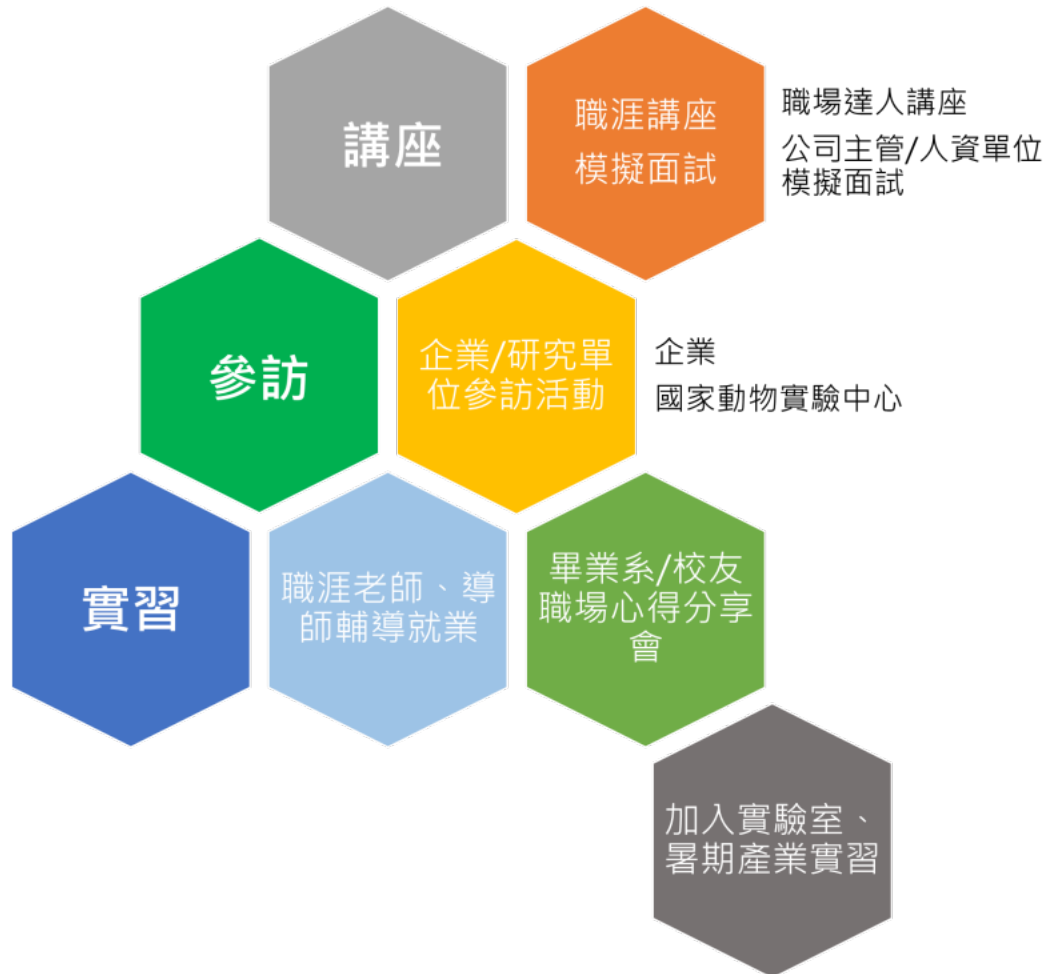 講座
職涯講座
模擬面試
職場達人講座
公司主管/人資單位
模擬面試
參訪
企業/研究單
位參訪活動
企業
國家動物實驗中心
實習
職涯老師、導
師輔導就業
畢業系/校友
職場心得分享
會
加入實驗室、
暑期產業實習